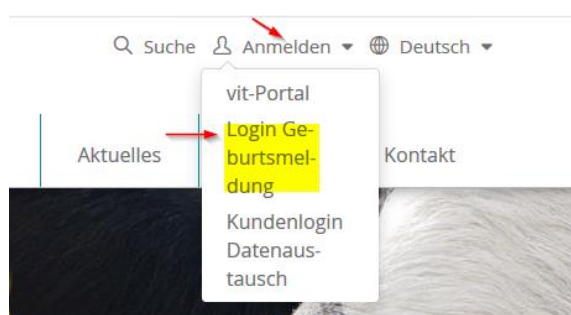 Suche Anmelden Deutsch
vit-Portal
Login Ge-
burtsmel-
dung
Aktuelles
Kontakt
Kundenlogin
Datenaus-
tausch